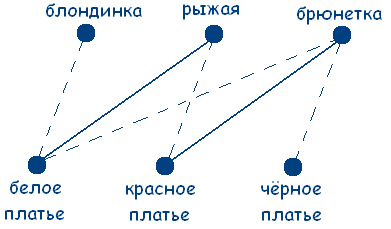 блондинка рыжая брюнетка
белое красное чёрное
платье платье платье